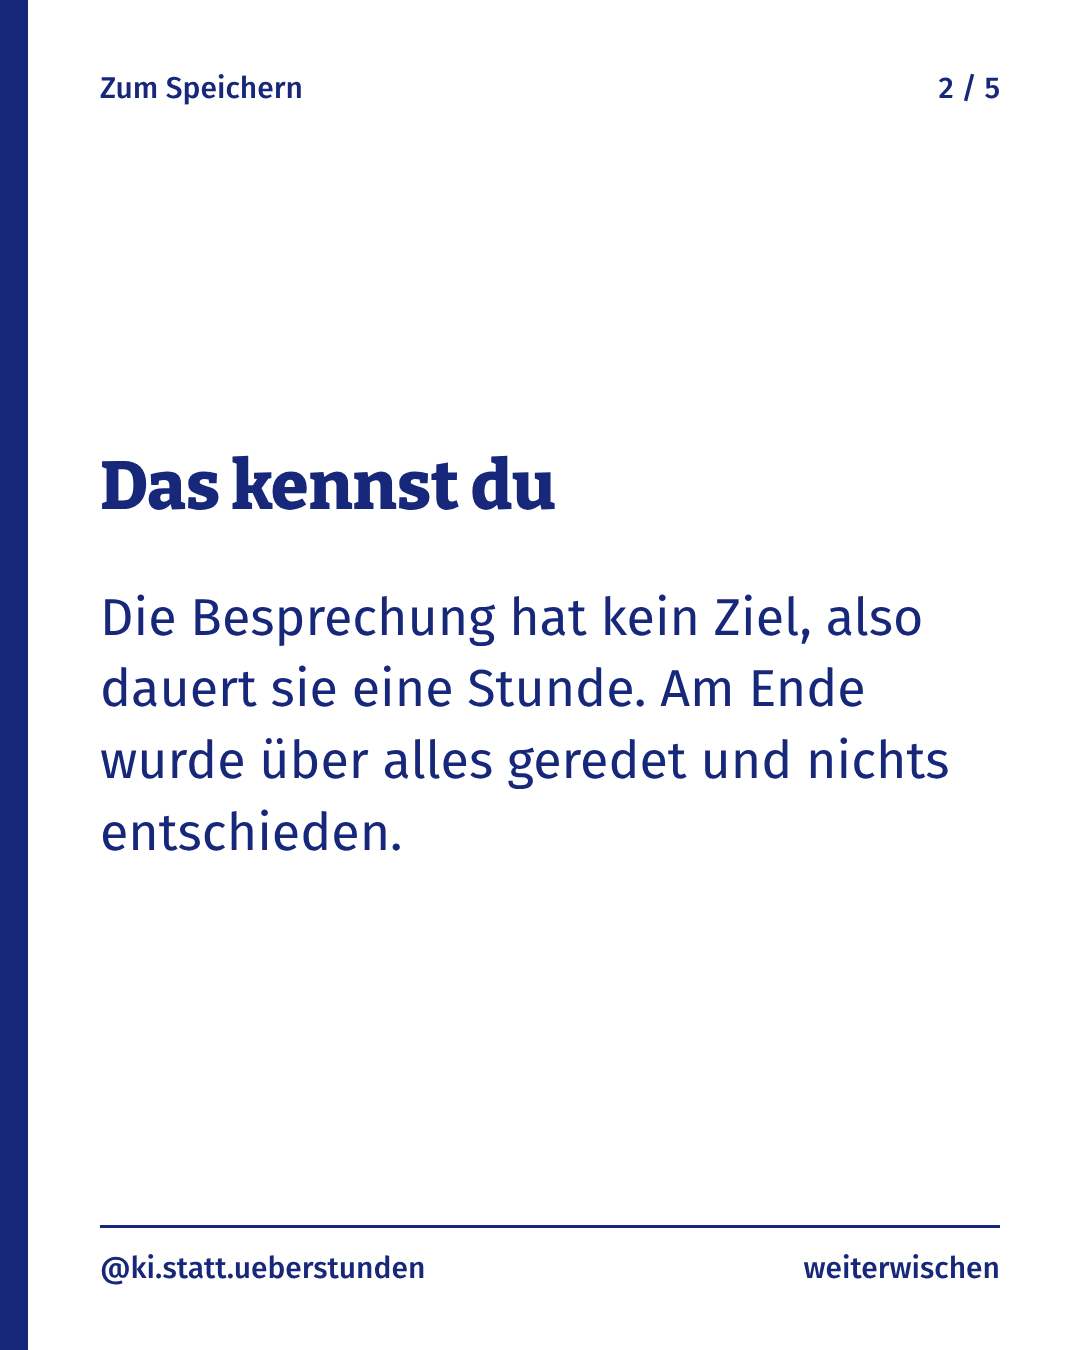 Zum Speichern
2 / 5
Das kennst du
Die Besprechung hat kein Ziel, also
dauert sie eine Stunde. Am Ende
wurde über alles geredet und nichts
entschieden.
@ki.statt.ueberstunden
weiterwischen